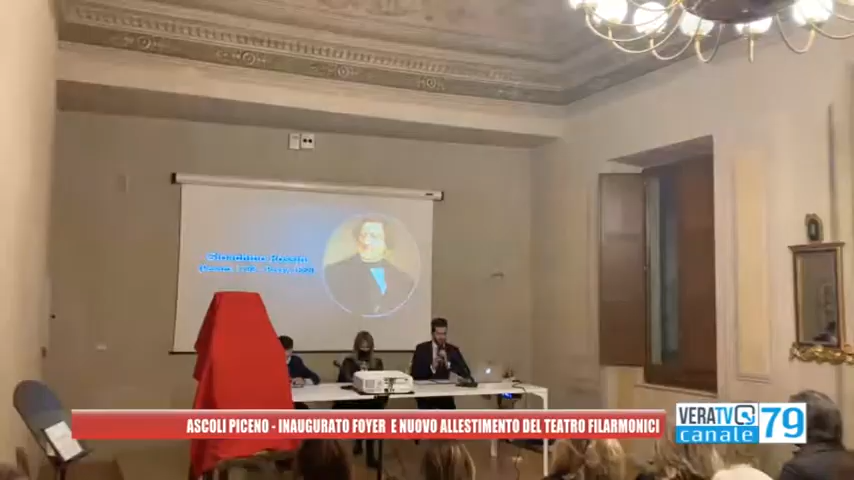 ASCOLI PICENO - INAUGURATO FOYER E NUOVO ALLESTIMENTO DEL TEATRO FILARMONICI
VERATV
canale 79